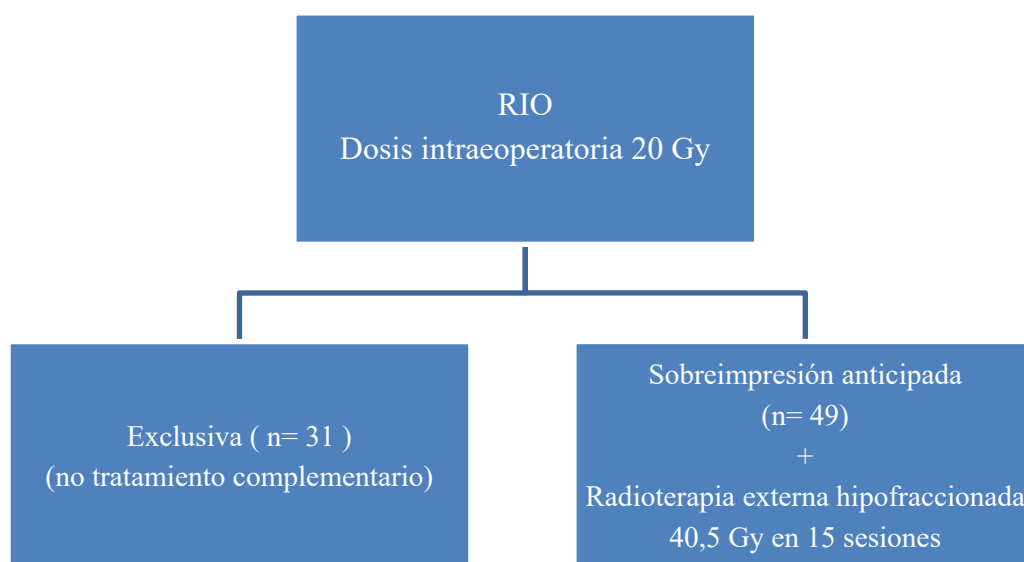 RIO
Dosis intraeoperatoria 20 Gy
Exclusiva ( n= 31 )
(no tratamiento complementario)
Sobreimpresión anticipada
(n= 49)
+
Radioterapia externa hipofraccionada
40,5 Gy en 15 sesiones